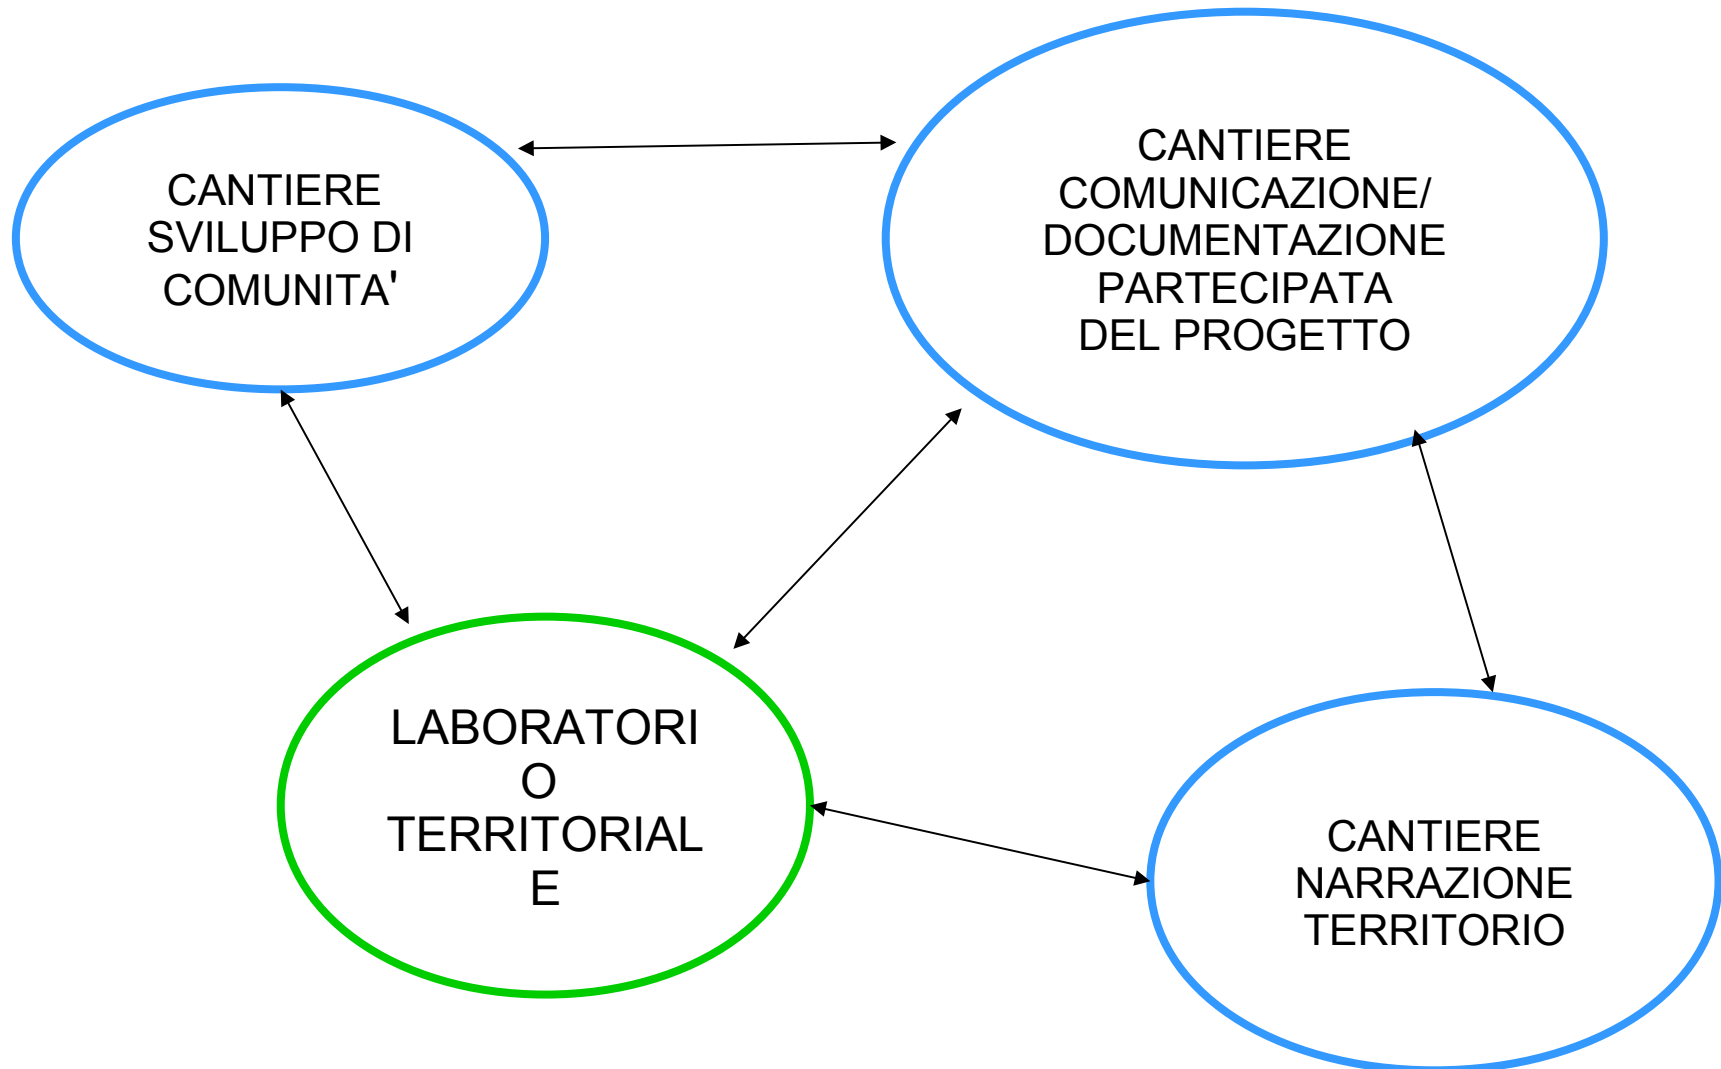 CANTIERE
SVILUPPO DI
COMUNITA'
CANTIERE
COMUNICAZIONE/
DOCUMENTAZIONE
PARTECIPATA
DEL PROGETTO
LABORATORI
O
TERRITORIAL
E
CANTIERE
NARRAZIONE
TERRITORIO